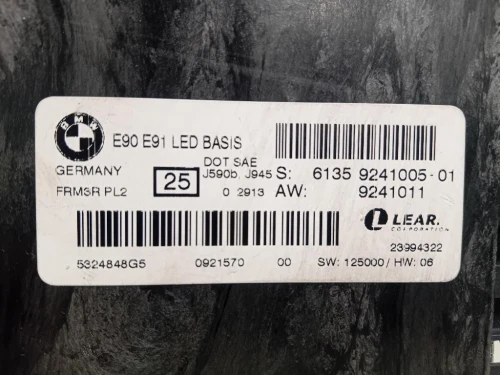 BMW
E90 E91 LED BASIS
GERMANY
DOT SAE
25
J590b, J945
S: 6135 9241005-01
FRM3R PL2
0 2913
AW: 9241011
LEAR.
CORPORATION
23994322
5324848G5 0921570 00 SW: 125000 / HW: 06